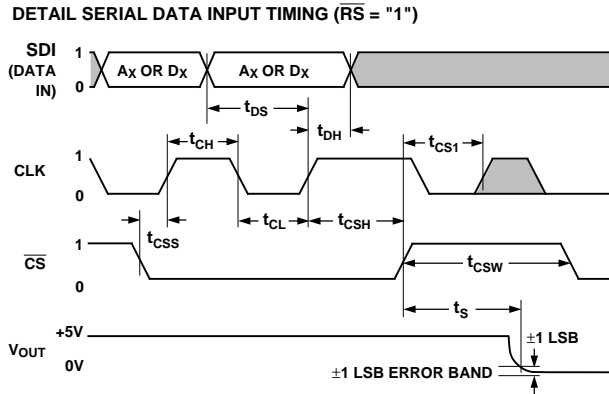 DETAIL SERIAL DATA INPUT TIMING (RS = "1")
SDI
(DATA
IN)
1
0
AX OR DX
AX OR DX
tDS
tDH
tCH
tCS1
CLK
1
0
tCSS
tCL
tCSH
CS
1
0
tCSW
tS
VOUT
+5V
0V
±1 LSB
±1 LSB ERROR BAND